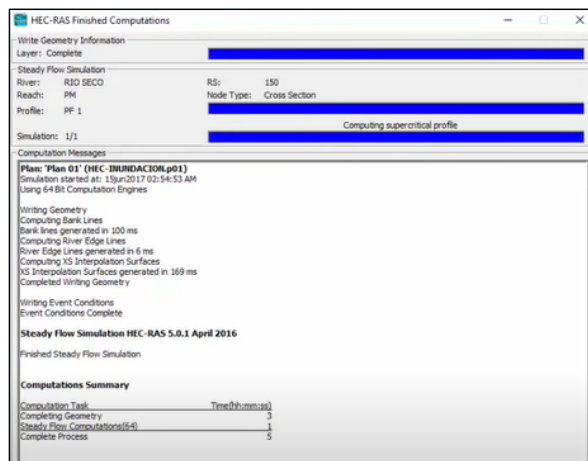 HEC-RAS Finished Computations
Write Geometry Information
Layer: Complete
Steady Flow Simulation
River: RIO SECO RS: 150
Reach: PM Node Type: Cross Section
Profile: PF 1
Computing supercritical profile
Simulation: 1/1
Computation Messages
Plan: 'Plan 01' (HEC-INUNDACION.p01)
Simulation started at: 15jun2017 02:54:53 AM
Using 64 Bit Computation Engines
Writing Geometry
Computing Bank Lines
Bank lines generated in 100 ms
Computing River Edge Lines
River Edge Lines generated in 6 ms
Computing XS Interpolation Surfaces
XS Interpolation Surfaces generated in 169 ms
Completed Writing Geometry
Writing Event Conditions
Event Conditions Complete
Steady Flow Simulation HEC-RAS 5.0.1 April 2016
Finished Steady Flow Simulation
Computations Summary
Computation Task Time(hh:mm:ss)
Completing Geometry 3
Steady Flow Computations(64) 1
Complete Process 5